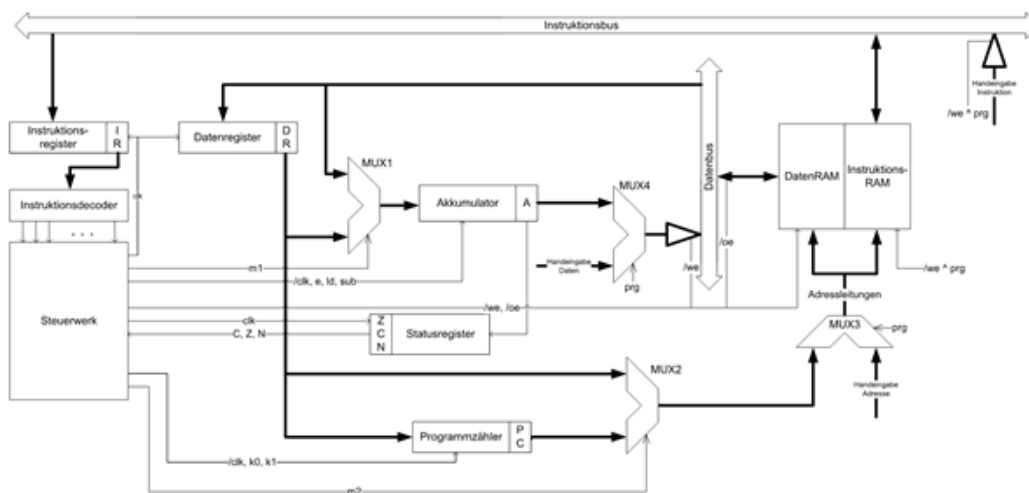 Instruktionsbus
Handeingabe
Instruktion
/we ^ prg
Instruktions-
register
I
R
Datenregister
D
R
MUX1
Datenbus
DatenRAM
Instruktions-
RAM
clk
Instruktionsdecoder
. . .
Akkumulator
A
MUX4
/oe
/we
Handeingabe
Daten
prg
m1
/clk, e, ld, sub
/we ^ prg
Steuerwerk
/we, /oe
Adressleitungen
clk
C, Z, N
Z
C
N
Statusregister
MUX3
prg
MUX2
Handeingabe
Adresse
Programmzähler
P
C
/clk, k0, k1
m2